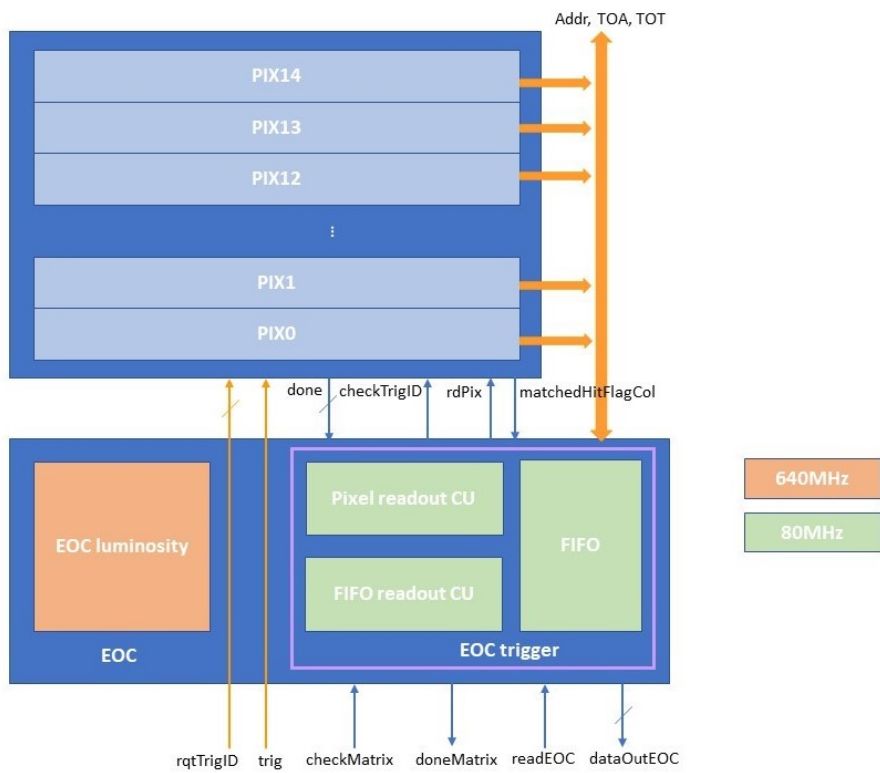 Addr, TOA, TOT
PIX14
PIX13
PIX12
...
PIX1
PIX0
done checkTrigID rdPix matchedHitFlagCol
EOC luminosity
Pixel readout CU
FIFO readout CU
FIFO
EOC
EOC trigger
640MHz
80MHz
rqtTrigID trig checkMatrix doneMatrix readEOC dataOutEOC